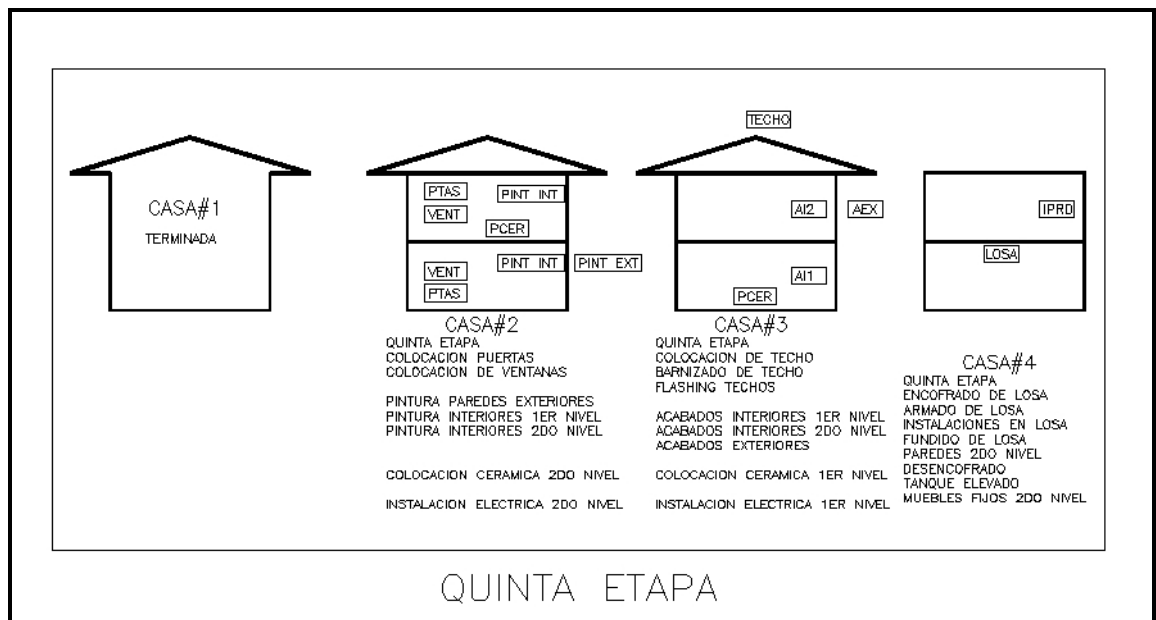 CASA#1
TERMINADA
PTAS
PINT INT
VENT
PCER
VENT
PINT INT
PINT EXT
PTAS
CASA#2
QUINTA ETAPA
COLOCACION PUERTAS
COLOCACION DE VENTANAS
PINTURA PAREDES EXTERIORES
PINTURA INTERIORES 1ER NIVEL
PINTURA INTERIORES 2DO NIVEL
COLOCACION CERAMICA 2DO NIVEL
INSTALACION ELECTRICA 2DO NIVEL
TECHO
AI2
AEX
AI1
PCER
CASA#3
QUINTA ETAPA
COLOCACION DE TECHO
BARNIZADO DE TECHO
FLASHING TECHOS
ACABADOS INTERIORES 1ER NIVEL
ACABADOS INTERIORES 2DO NIVEL
ACABADOS EXTERIORES
COLOCACION CERAMICA 1ER NIVEL
INSTALACION ELECTRICA 1ER NIVEL
IPRD
LOSA
CASA#4
QUINTA ETAPA
ENCOFRADO DE LOSA
ARMADO DE LOSA
INSTALACIONES EN LOSA
FUNDIDO DE LOSA
PAREDES 2DO NIVEL
DESENCOFRADO
TANQUE ELEVADO
MUEBLES FIJOS 2DO NIVEL
QUINTA ETAPA